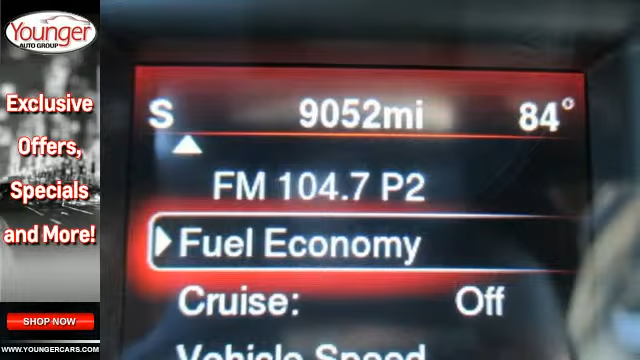 Younger
AUTO GROUP
Exclusive
Offers,
Specials
and More!
SHOP NOW
WWW.YOUNGERCARS.COM
S 9052mi 84°
FM 104.7 P2
Fuel Economy
Cruise: Off
Vehicle Speed